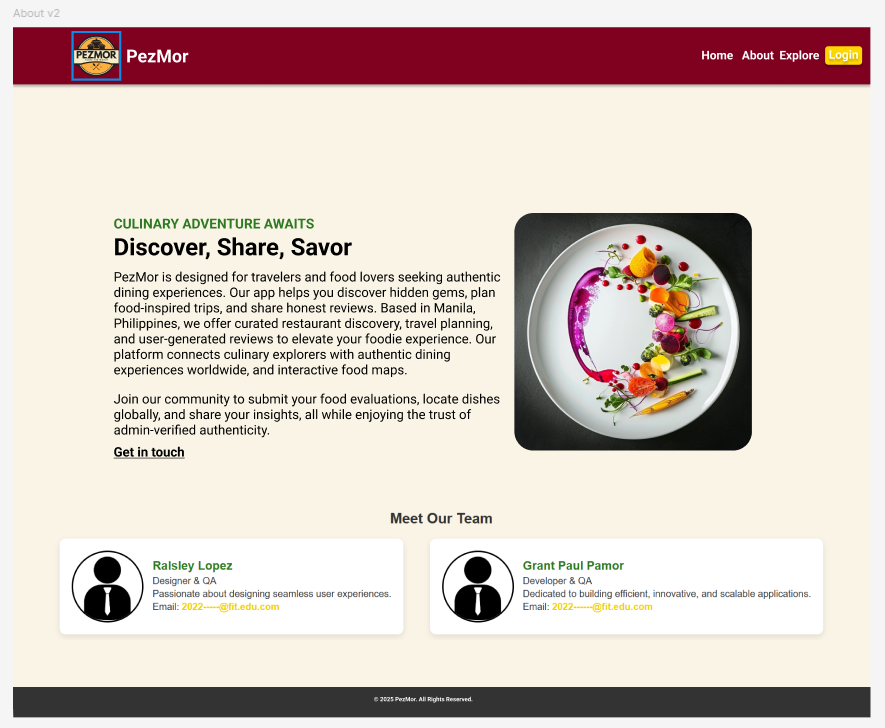 About v2
PEZMOR
PezMor
Home About Explore Login
CULINARY ADVENTURE AWAITS
Discover, Share, Savor
PezMor is designed for travelers and food lovers seeking authentic
dining experiences. Our app helps you discover hidden gems, plan
food-inspired trips, and share honest reviews. Based in Manila,
Philippines, we offer curated restaurant discovery, travel planning,
and user-generated reviews to elevate your foodie experience. Our
platform connects culinary explorers with authentic dining
experiences worldwide, and interactive food maps.
Join our community to submit your food evaluations, locate dishes
globally, and share your insights, all while enjoying the trust of
admin-verified authenticity.
Get in touch
Meet Our Team
Ralsley Lopez
Designer & QA
Passionate about designing seamless user experiences.
Email: 2022-----@fit.edu.com
Grant Paul Pamor
Developer & QA
Dedicated to building efficient, innovative, and scalable applications.
Email: 2022------@fit.edu.com
© 2025 PezMor. All Rights Reserved.